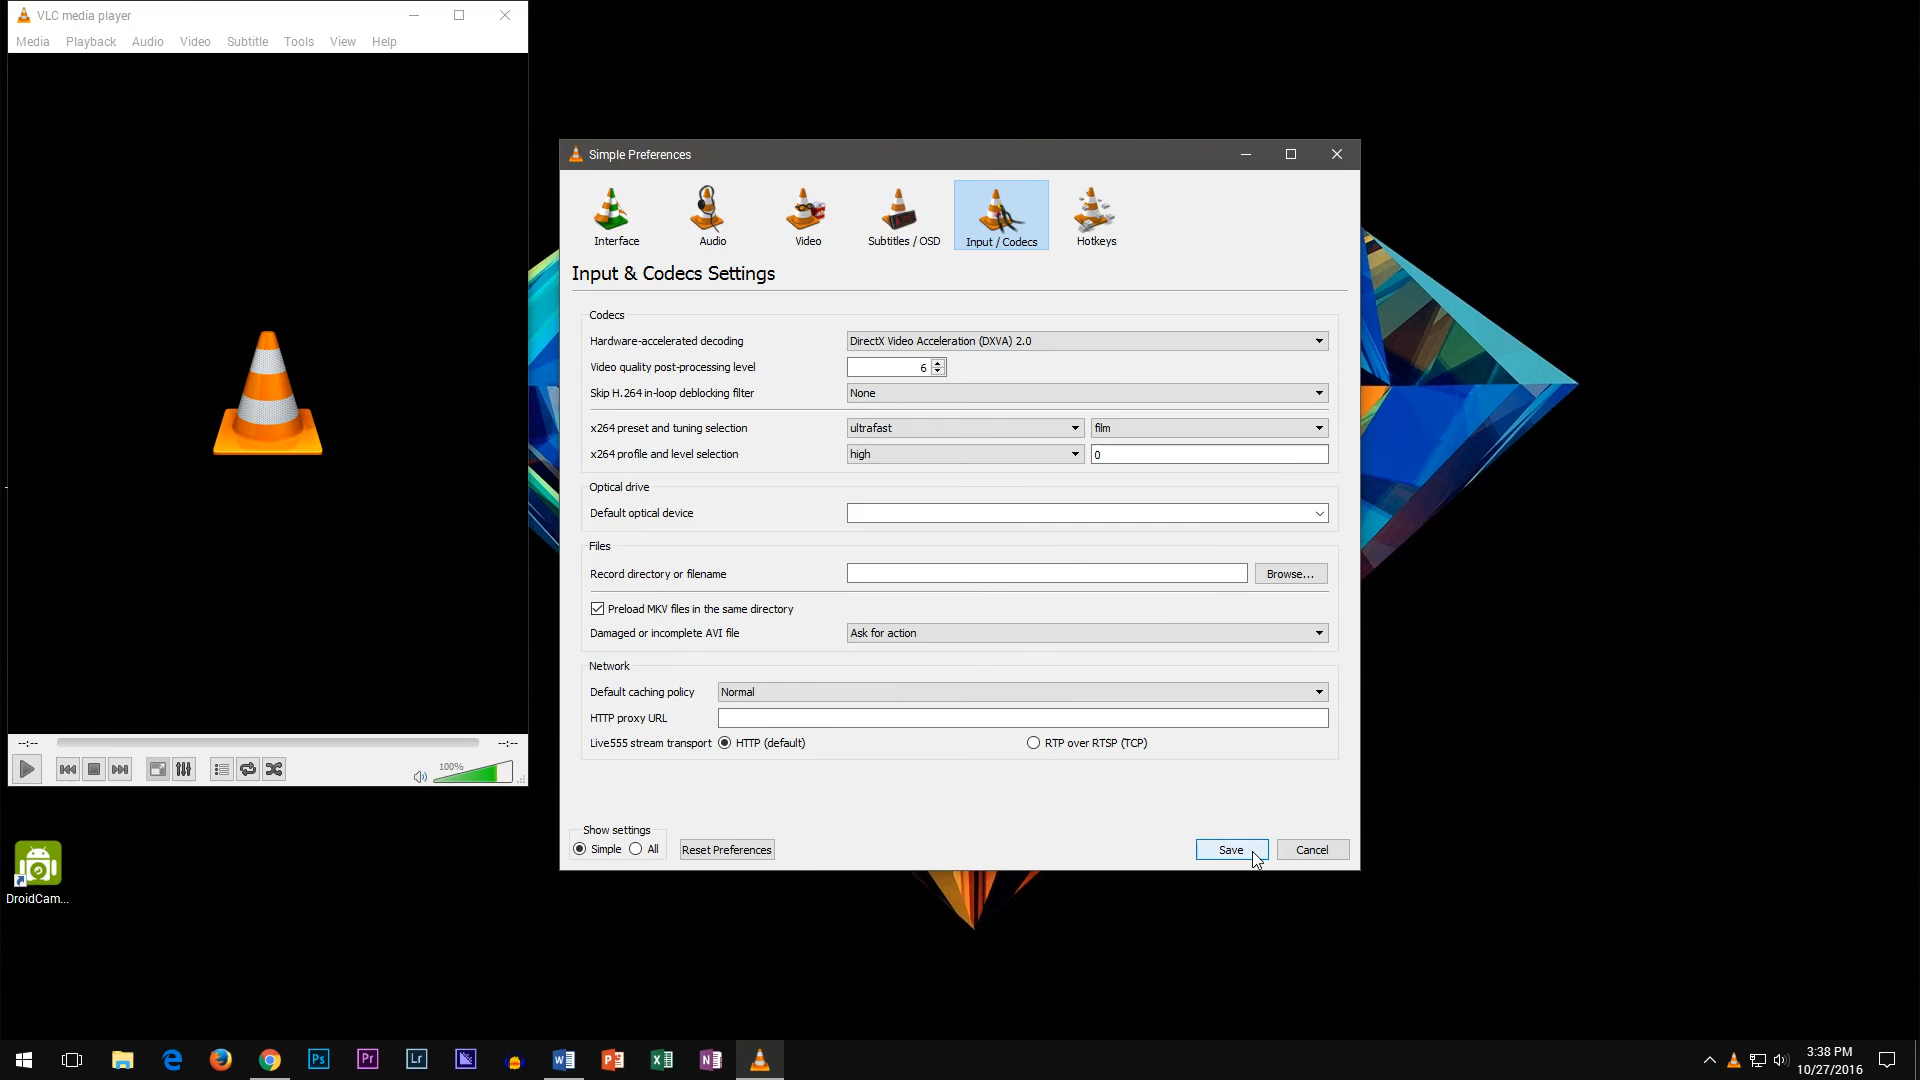 VLC media player
Media Playback Audio Video Subtitle Tools View Help
--:-- --:--
100%
DroidCam...
Simple Preferences
Interface Audio Video Subtitles / OSD Input / Codecs Hotkeys
Input & Codecs Settings
Codecs
Hardware-accelerated decoding DirectX Video Acceleration (DXVA) 2.0
Video quality post-processing level 6
Skip H.264 in-loop deblocking filter None
x264 preset and tuning selection ultrafast film
x264 profile and level selection high 0
Optical drive
Default optical device
Files
Record directory or filename Browse...
Preload MKV files in the same directory
Damaged or incomplete AVI file Ask for action
Network
Default caching policy Normal
HTTP proxy URL
Live555 stream transport HTTP (default) RTP over RTSP (TCP)
Show settings
Simple All Reset Preferences Save Cancel
Ps Pr Lr
3:38 PM
10/27/2016